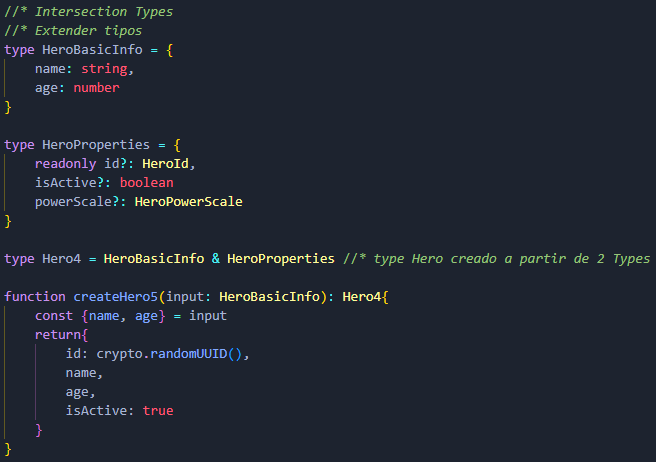 //* Intersection Types
//* Extender tipos
type HeroBasicInfo = {
    name: string,
    age: number
}

type HeroProperties = {
    readonly id?: HeroId,
    isActive?: boolean
    powerScale?: HeroPowerScale
}

type Hero4 = HeroBasicInfo & HeroProperties //* type Hero creado a partir de 2 Types

function createHero5(input: HeroBasicInfo): Hero4{
    const {name, age} = input
    return{
        id: crypto.randomUUID(),
        name,
        age,
        isActive: true
    }
}